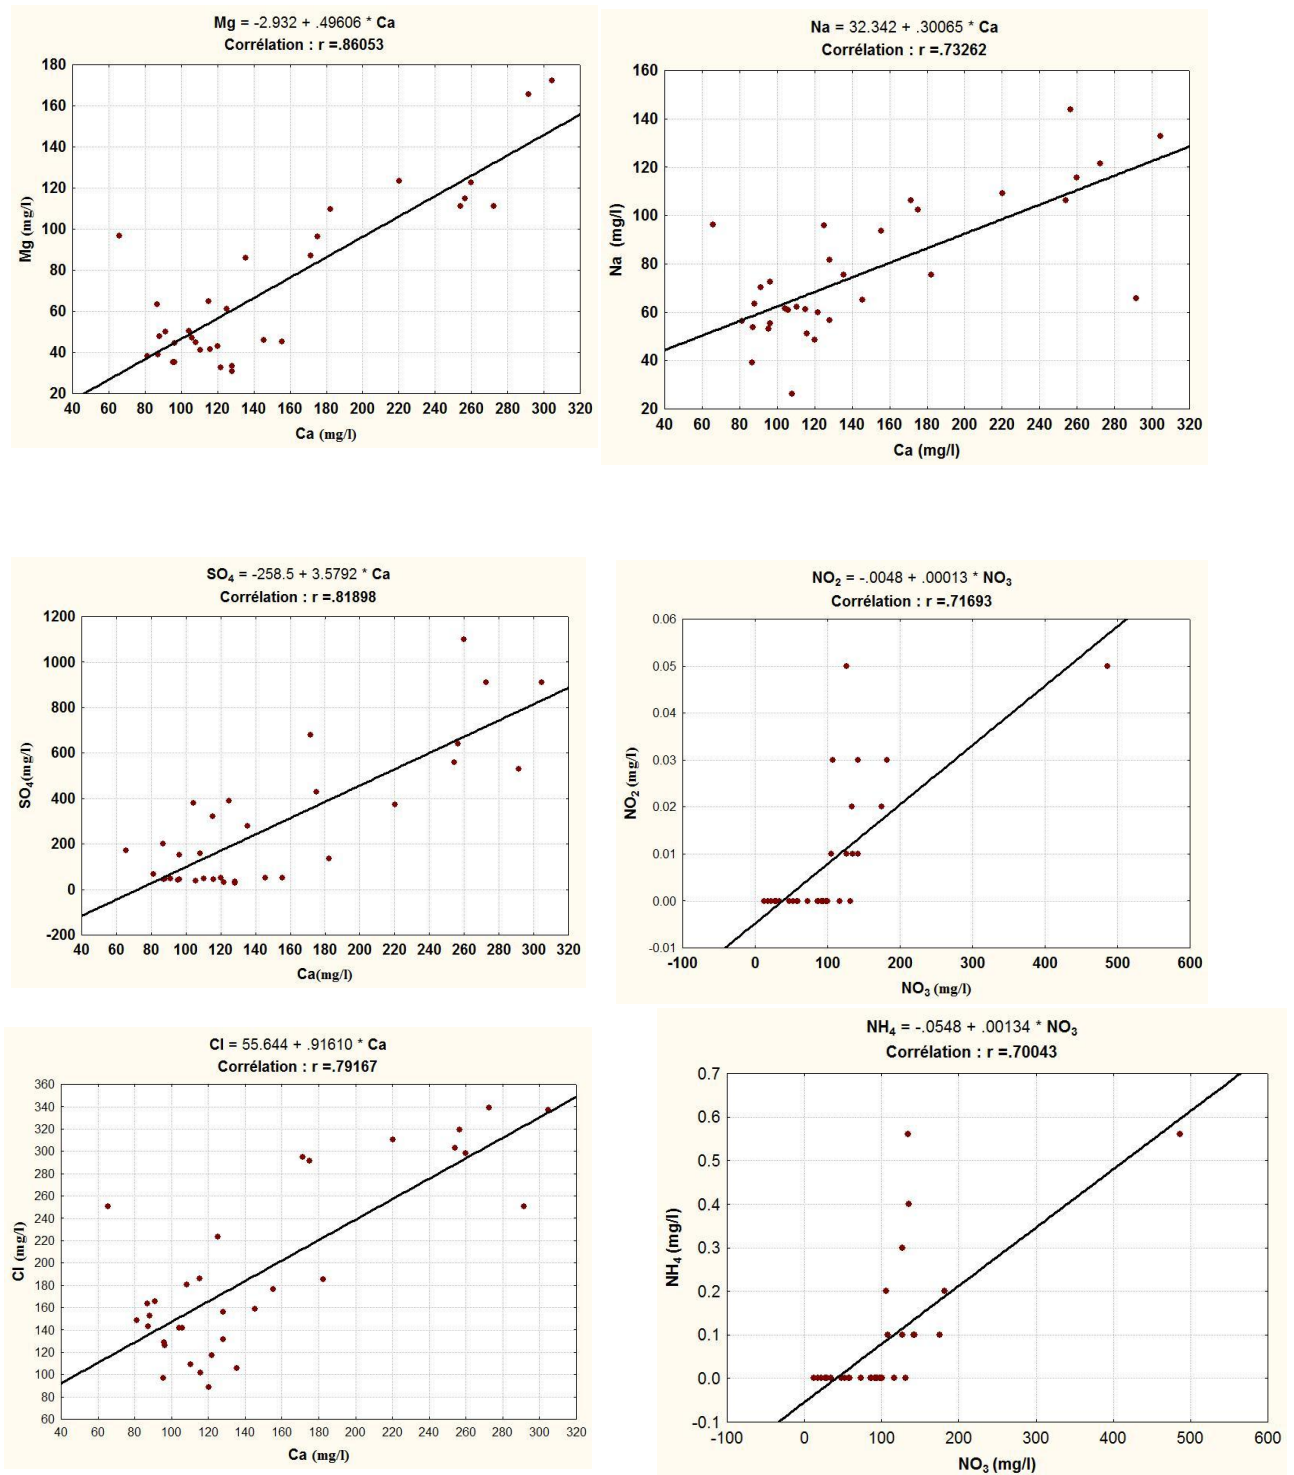 Mg = -2.932 + .49606 * Ca
Corrélation : r =.86053
180
160
140
120
100
80
60
40
20
Mg (mg/l)
40 60 80 100 120 140 160 180 200 220 240 260 280 300 320
Ca (mg/l)
Na = 32.342 + .30065 * Ca
Corrélation : r =.73262
160
140
120
100
80
60
40
20
Na (mg/l)
40 60 80 100 120 140 160 180 200 220 240 260 280 300 320
Ca (mg/l)
SO₄ = -258.5 + 3.5792 * Ca
Corrélation : r =.81898
1200
1000
800
600
400
200
0
-200
SO₄(mg/l)
40 60 80 100 120 140 160 180 200 220 240 260 280 300 320
Ca(mg/l)
NO₂ = -.0048 + .00013 * NO₃
Corrélation : r =.71693
0.06
0.05
0.04
0.03
0.02
0.01
0.00
-0.01
NO₂ (mg/l)
-100 0 100 200 300 400 500 600
NO₃ (mg/l)
Cl = 55.644 + .91610 * Ca
Corrélation : r =.79167
360
340
320
300
280
260
240
220
200
180
160
140
120
100
80
60
Cl (mg/l)
40 60 80 100 120 140 160 180 200 220 240 260 280 300 320
Ca (mg/l)
NH₄ = -.0548 + .00134 * NO₃
Corrélation : r =.70043
0.7
0.6
0.5
0.4
0.3
0.2
0.1
0.0
-0.1
NH₄ (mg/l)
-100 0 100 200 300 400 500 600
NO₃ (mg/l)